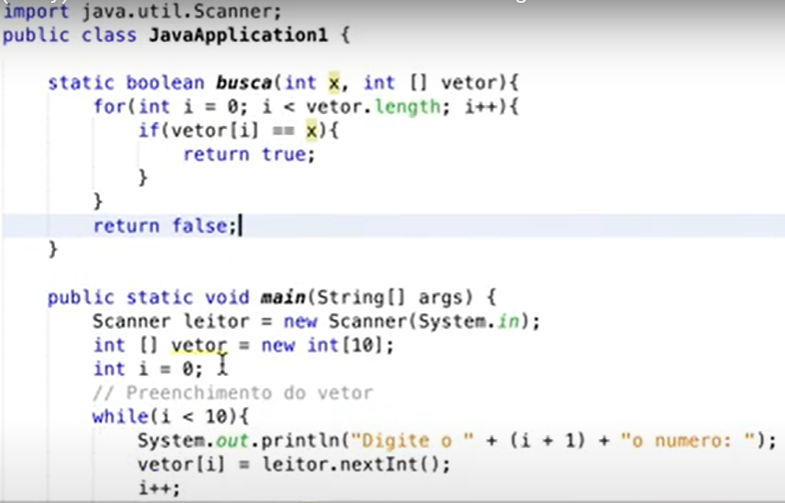 import java.util.Scanner;
public class JavaApplication1 {
static boolean busca(int x, int [] vetor){
for(int i = 0; i < vetor.length; i++){
if(vetor[i] == x){
return true;
}
}
return false;
}
public static void main(String[] args) {
Scanner leitor = new Scanner(System.in);
int [] vetor = new int[10];
int i = 0;
// Preenchimento do vetor
while(i < 10){
System.out.println("Digite o " + (i + 1) + "o numero: ");
vetor[i] = leitor.nextInt();
i++;